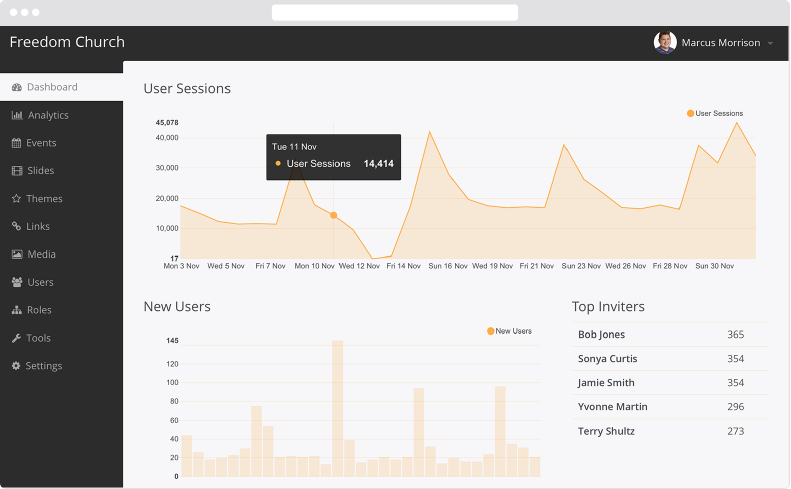 Freedom Church
Marcus Morrison
Dashboard
Analytics
Events
Slides
Themes
Links
Media
Users
Roles
Tools
Settings
User Sessions
User Sessions
45,078
40,000
30,000
20,000
10,000
17
Tue 11 Nov
User Sessions 14,414
Mon 3 Nov Wed 5 Nov Fri 7 Nov Mon 10 Nov Wed 12 Nov Fri 14 Nov Sun 16 Nov Wed 19 Nov Fri 21 Nov Sun 23 Nov Wed 26 Nov Fri 28 Nov Sun 30 Nov
New Users
New Users
145
120
100
80
60
40
20
0
Top Inviters
Bob Jones 365
Sonya Curtis 354
Jamie Smith 354
Yvonne Martin 296
Terry Shultz 273